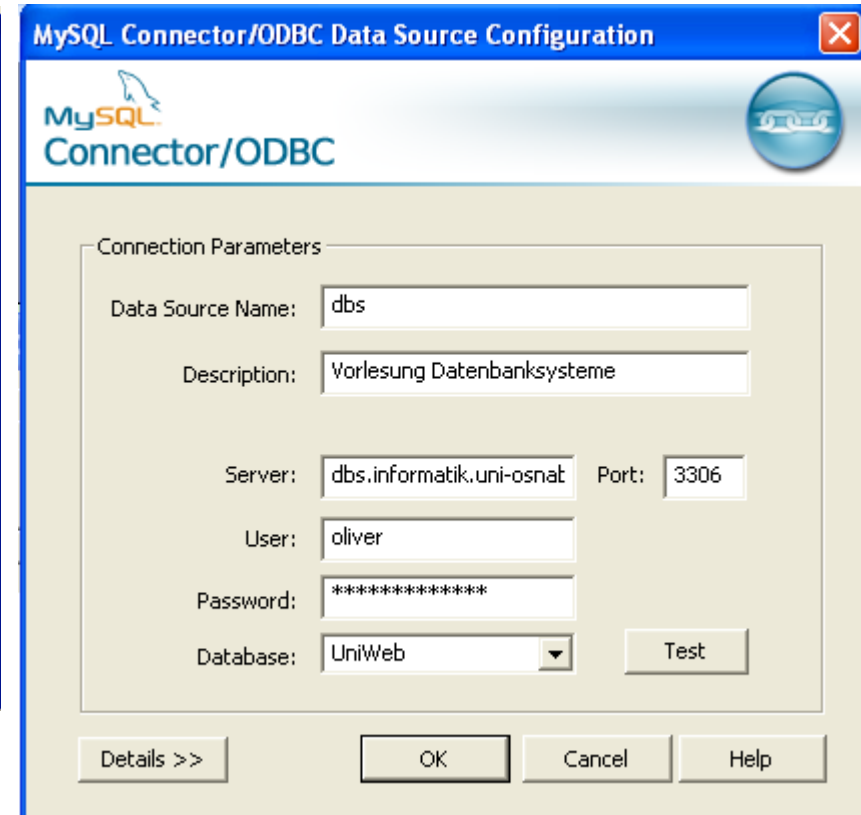 MySQL Connector/ODBC Data Source Configuration
MySQL
Connector/ODBC
Connection Parameters
Data Source Name: dbs
Description: Vorlesung Datenbanksysteme
Server: dbs.informatik.uni-osnab Port: 3306
User: oliver
Password: *************
Database: UniWeb Test
Details >> OK Cancel Help